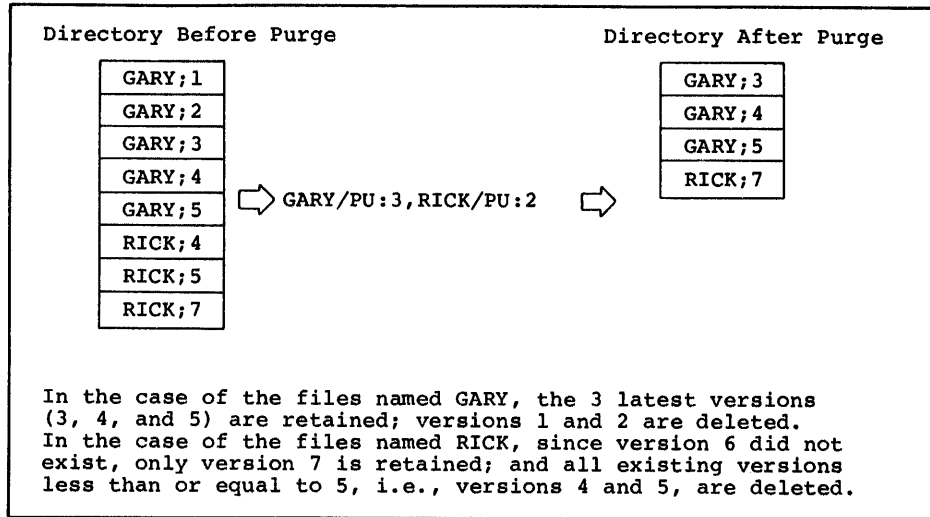 Directory Before Purge
Directory After Purge
GARY;1
GARY;2
GARY;3
GARY;4
GARY;5
RICK;4
RICK;5
RICK;7
GARY/PU:3,RICK/PU:2
GARY;3
GARY;4
GARY;5
RICK;7
In the case of the files named GARY, the 3 latest versions
(3, 4, and 5) are retained; versions 1 and 2 are deleted.
In the case of the files named RICK, since version 6 did not
exist, only version 7 is retained; and all existing versions
less than or equal to 5, i.e., versions 4 and 5, are deleted.